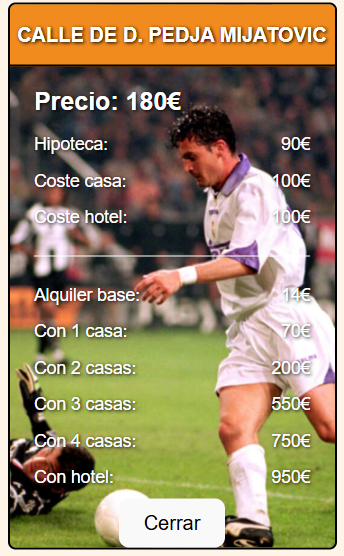 CALLE DE D. PEDJA MIJATOVIC
Precio: 180€
Hipoteca: 90€
Coste casa: 100€
Coste hotel: 100€
Alquiler base: 14€
Con 1 casa: 70€
Con 2 casas: 200€
Con 3 casas: 550€
Con 4 casas: 750€
Con hotel: 950€
Cerrar